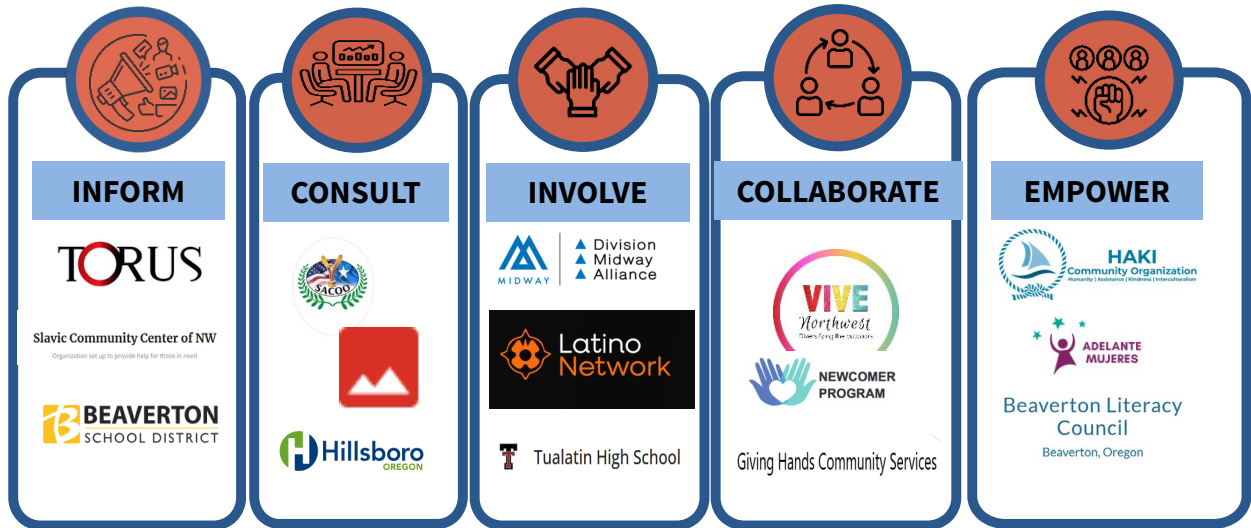 INFORM
TORUS
Slavic Community Center of NW
Organization set up to provide help for those in need
BEAVERTON
SCHOOL DISTRICT
CONSULT
SACOO
Hillsboro
OREGON
INVOLVE
MIDWAY
Division
Midway
Alliance
Latino
Network
T Tualatin High School
COLLABORATE
VIVE
Northwest
Diversifying the outdoors
NEWCOMER
PROGRAM
Giving Hands Community Services
EMPOWER
HAKI
Community Organization
Humanity | Assistance | Kindness | Interculturalism
ADELANTE
MUJERES
Beaverton Literacy
Council
Beaverton, Oregon